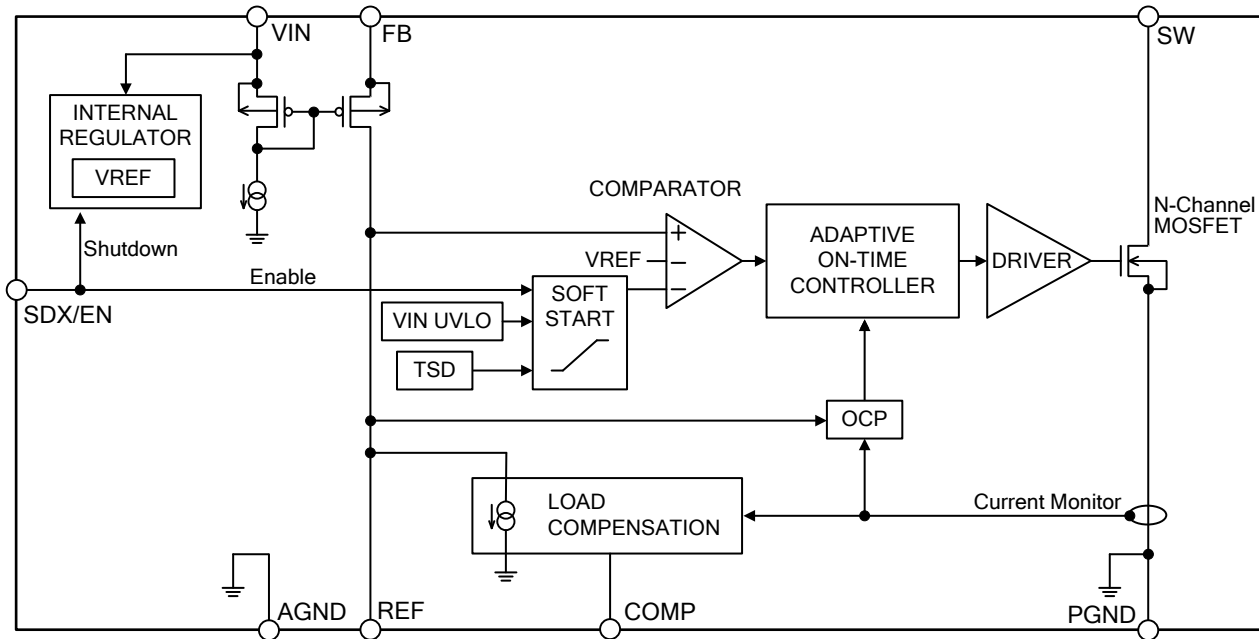 VIN
FB
SW
INTERNAL
REGULATOR
VREF
COMPARATOR
N-Channel
MOSFET
Shutdown
+
VREF
−
−
ADAPTIVE
ON-TIME
CONTROLLER
DRIVER
Enable
SDX/EN
SOFT
START
VIN UVLO
TSD
OCP
LOAD
COMPENSATION
Current Monitor
AGND
REF
COMP
PGND